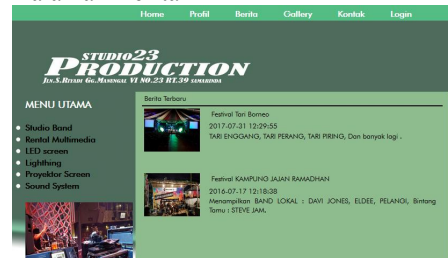 Home Profil Berita Gallery Kontak Login
STUDIO23
PRODUCTION
JLN.S.RIYADI GG.MASENGAL VI NO.23 RT.39 SAMARINDA
MENU UTAMA
Studio Band
Rental Multimedia
LED screen
Lighthing
Proyektor Screen
Sound System
Berita Terbaru
Festival Tari Borneo
2017-07-31 12:29:55
TARI ENGGANG, TARI PERANG, TARI PIRING, Dan banyak lagi .
Festival KAMPUNG JAJAN RAMADHAN
2016-07-17 12:18:38
Menampilkan BAND LOKAL : DAVI JONES, ELDEE, PELANGI, Bintang
Tamu : STEVE JAM.